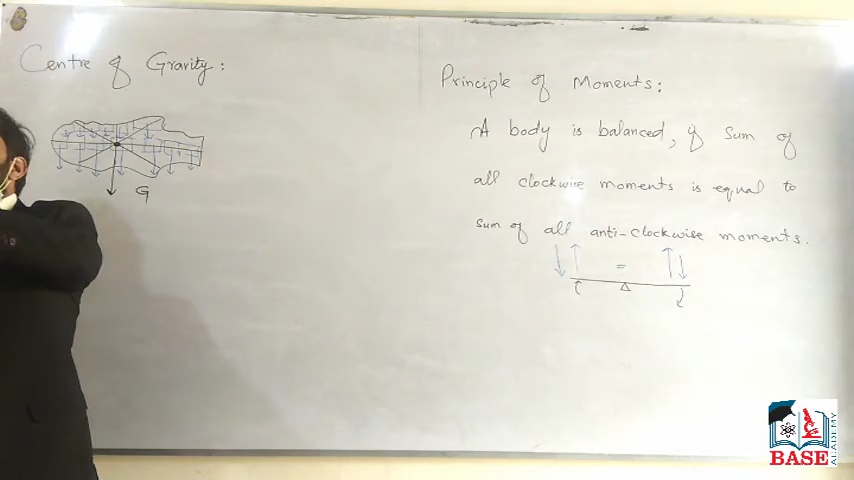 Centre of Gravity :
G
Principle of Moments :
A body is balanced, if sum of
all clockwise moments is equal to
sum of all anti-clockwise moments.
=
BASE
ACADEMY